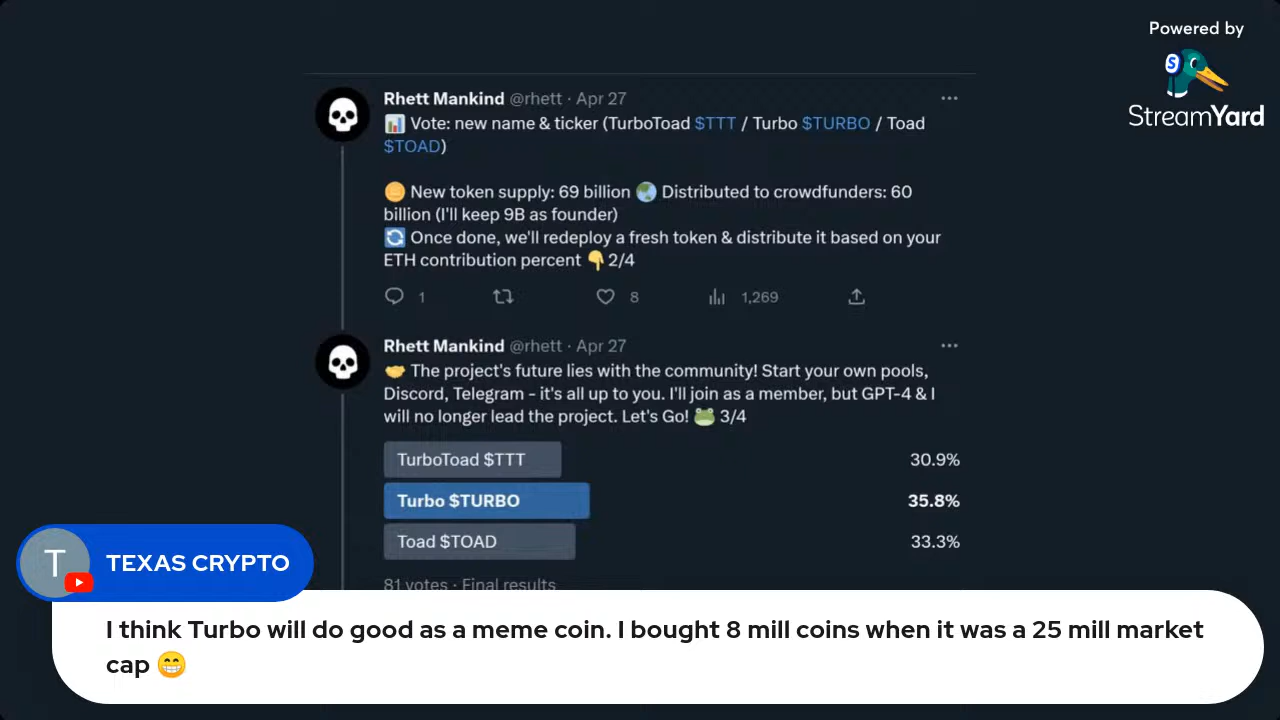 Powered by
StreamYard
Rhett Mankind @rhett · Apr 27
📊 Vote: new name & ticker (TurboToad $TTT / Turbo $TURBO / Toad
$TOAD)
🪙 New token supply: 69 billion 🌏 Distributed to crowdfunders: 60
billion (I'll keep 9B as founder)
🔄 Once done, we'll redeploy a fresh token & distribute it based on your
ETH contribution percent 👇 2/4
1 8 1,269
Rhett Mankind @rhett · Apr 27
🤝 The project's future lies with the community! Start your own pools,
Discord, Telegram - it's all up to you. I'll join as a member, but GPT-4 & I
will no longer lead the project. Let's Go! 🐸 3/4
TurboToad $TTT 30.9%
Turbo $TURBO 35.8%
Toad $TOAD 33.3%
81 votes · Final results
T TEXAS CRYPTO
I think Turbo will do good as a meme coin. I bought 8 mill coins when it was a 25 mill market
cap 😁